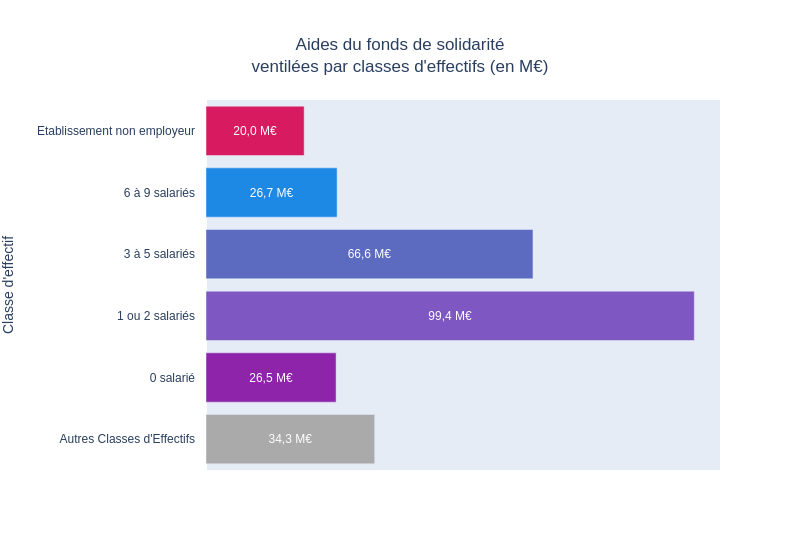 Aides du fonds de solidarité
ventilées par classes d'effectifs (en M€)
Classe d'effectif
Etablissement non employeur
20,0 M€
6 à 9 salariés
26,7 M€
3 à 5 salariés
66,6 M€
1 ou 2 salariés
99,4 M€
0 salarié
26,5 M€
Autres Classes d'Effectifs
34,3 M€